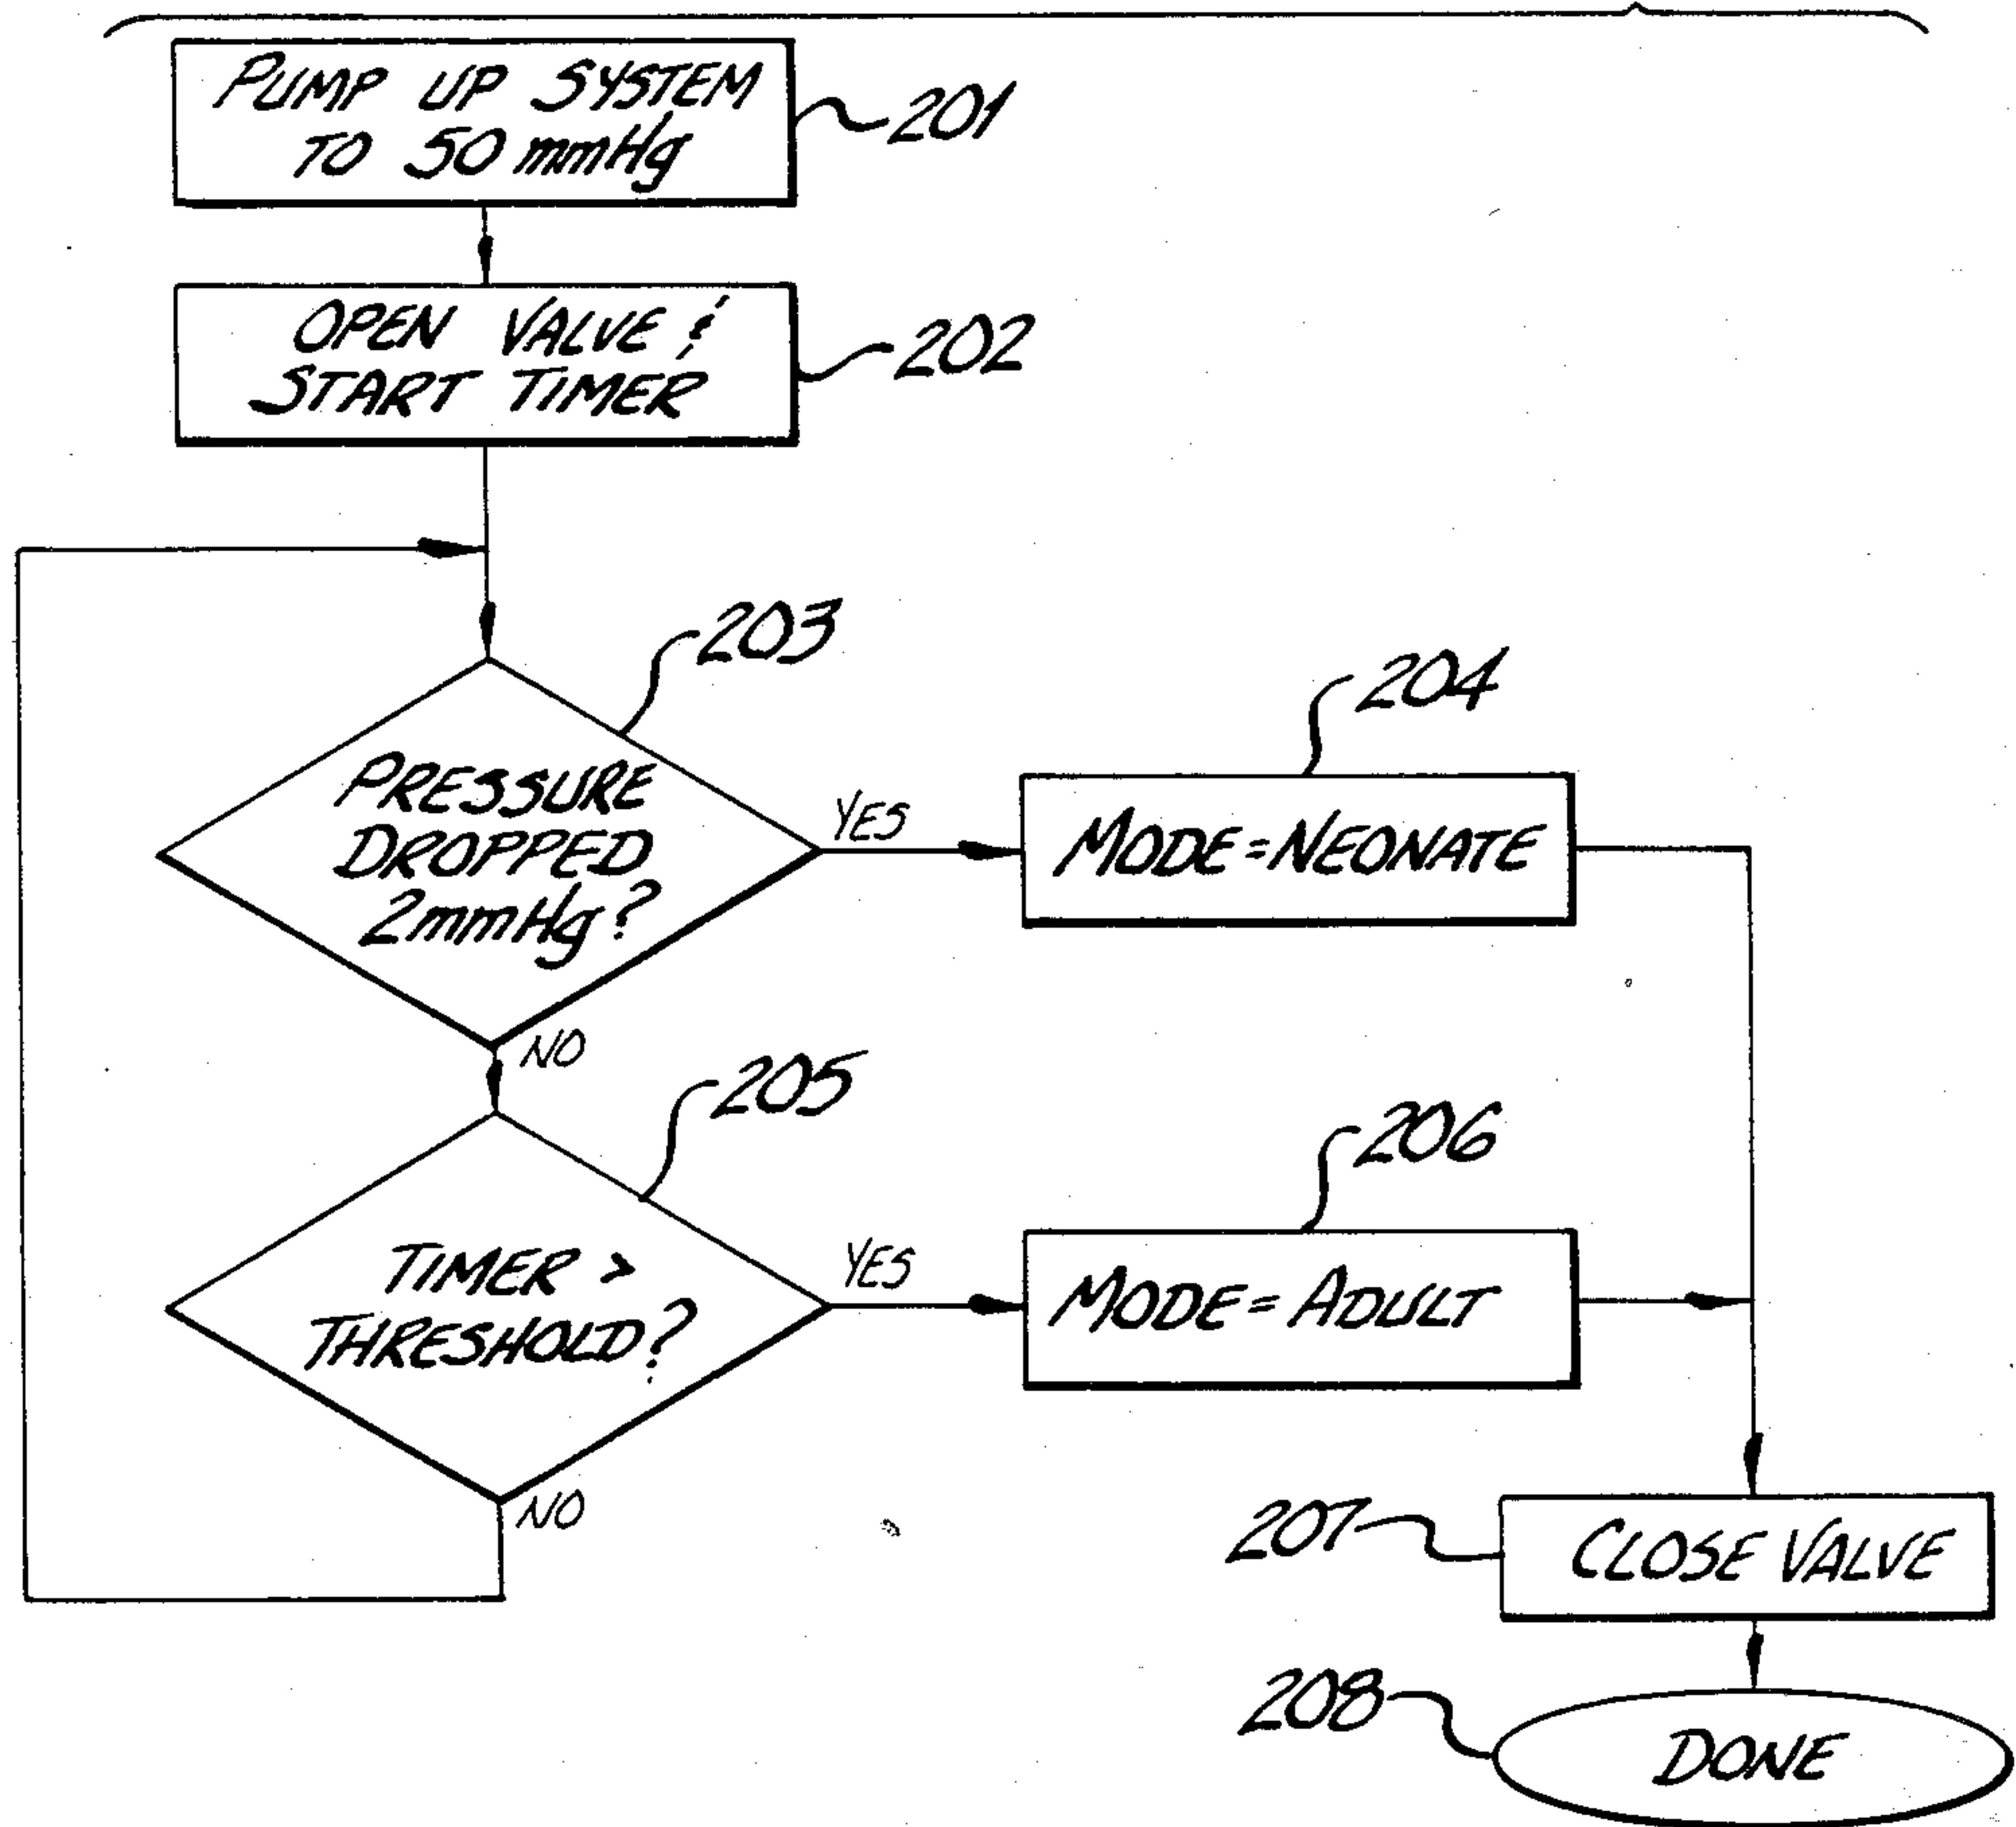 PUMP UP SYSTEM
TO 50 mmHg
201
OPEN VALVE &
START TIMER
202
203
PRESSURE
DROPPED
2mmHg?
YES
204
MODE=NEONATE
NO
205
TIMER >
THRESHOLD?
YES
206
MODE=ADULT
NO
207
CLOSE VALVE
208
DONE